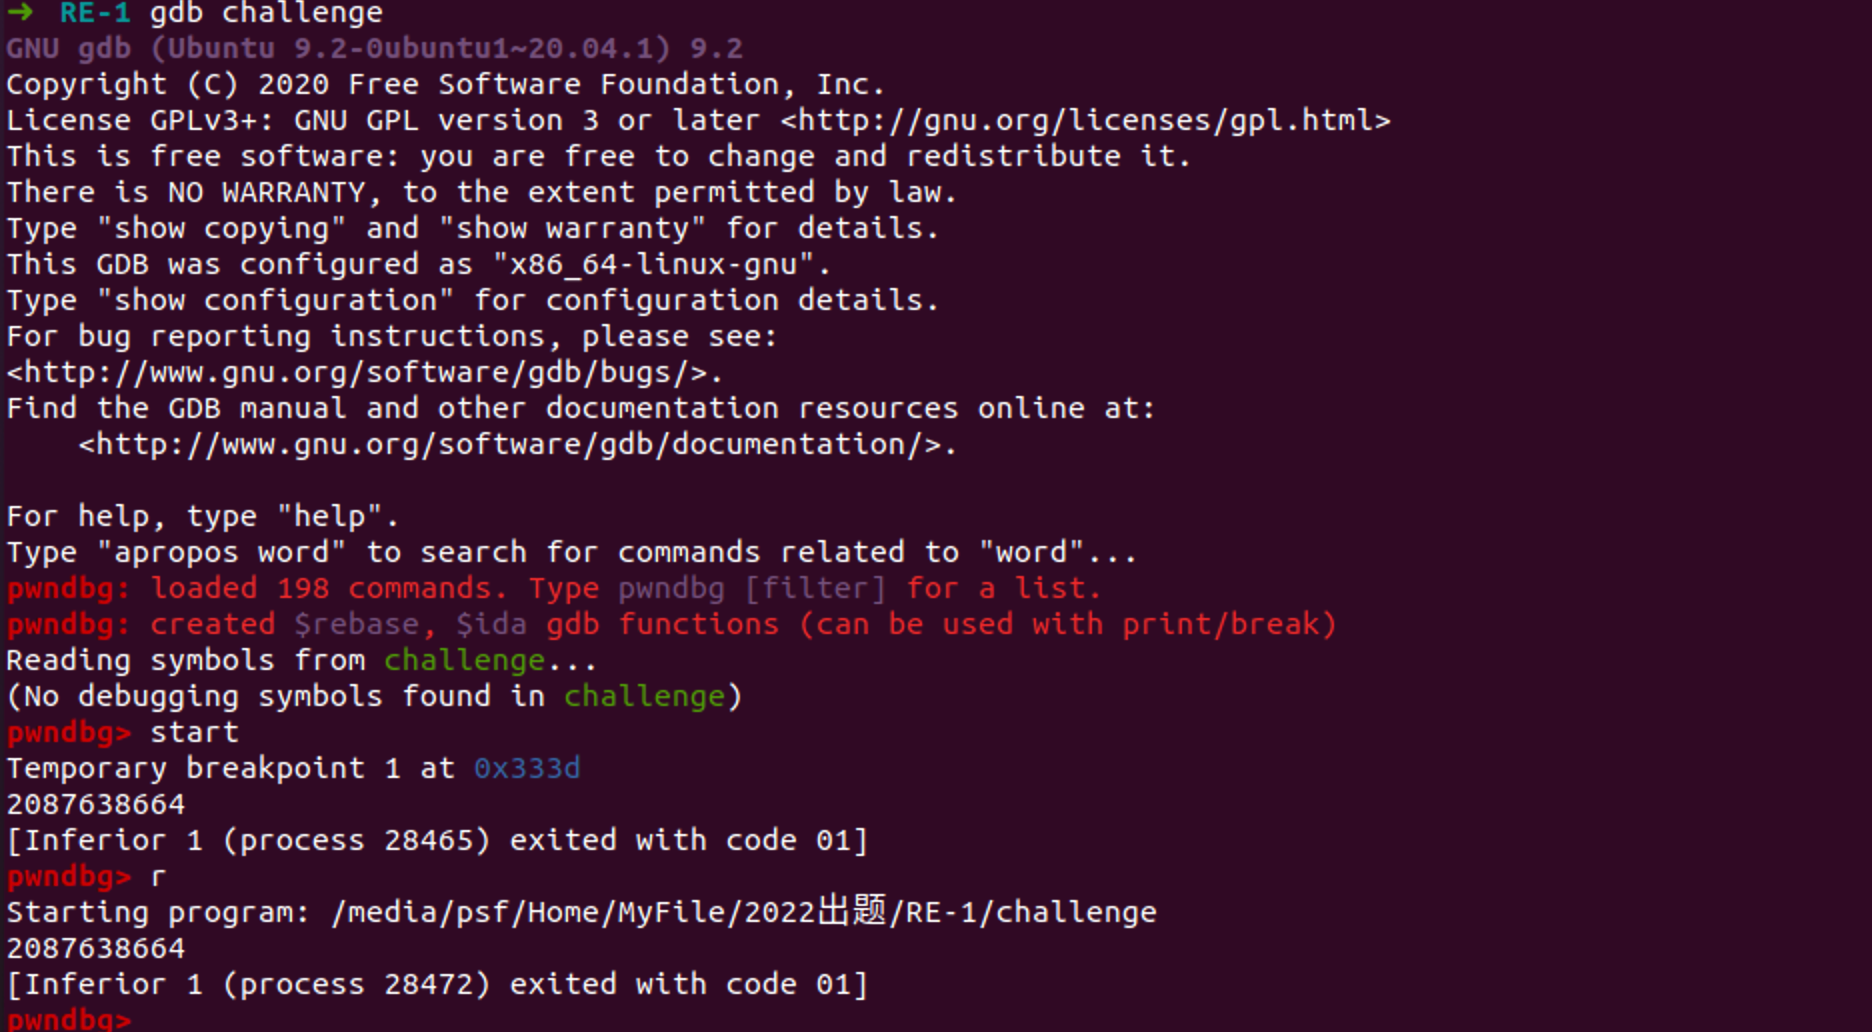 ➜ RE-1 gdb challenge
GNU gdb (Ubuntu 9.2-0ubuntu1~20.04.1) 9.2
Copyright (C) 2020 Free Software Foundation, Inc.
License GPLv3+: GNU GPL version 3 or later <http://gnu.org/licenses/gpl.html>
This is free software: you are free to change and redistribute it.
There is NO WARRANTY, to the extent permitted by law.
Type "show copying" and "show warranty" for details.
This GDB was configured as "x86_64-linux-gnu".
Type "show configuration" for configuration details.
For bug reporting instructions, please see:
<http://www.gnu.org/software/gdb/bugs/>.
Find the GDB manual and other documentation resources online at:
    <http://www.gnu.org/software/gdb/documentation/>.

For help, type "help".
Type "apropos word" to search for commands related to "word"...
pwndbg: loaded 198 commands. Type pwndbg [filter] for a list.
pwndbg: created $rebase, $ida gdb functions (can be used with print/break)
Reading symbols from challenge...
(No debugging symbols found in challenge)
pwndbg> start
Temporary breakpoint 1 at 0x333d
2087638664
[Inferior 1 (process 28465) exited with code 01]
pwndbg> r
Starting program: /media/psf/Home/MyFile/2022出题/RE-1/challenge
2087638664
[Inferior 1 (process 28472) exited with code 01]
pwndbg>